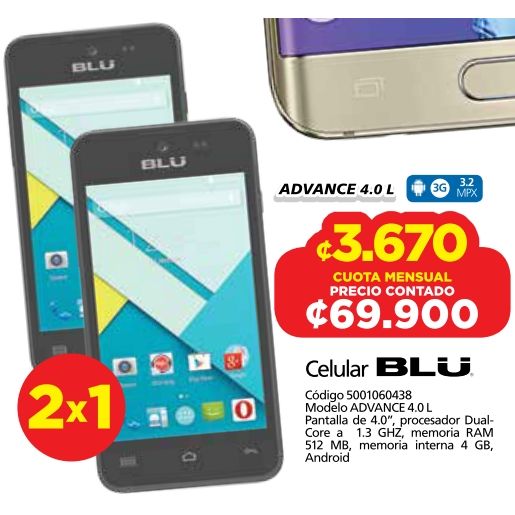 BLU
BLU
ADVANCE 4.0 L
3G
3.2
MPX
₡3.670
CUOTA MENSUAL
PRECIO CONTADO
₡69.900
2x1
Celular BLU
Código 5001060438
Modelo ADVANCE 4.0 L
Pantalla de 4.0”, procesador Dual-
Core a 1.3 GHZ, memoria RAM
512 MB, memoria interna 4 GB,
Android